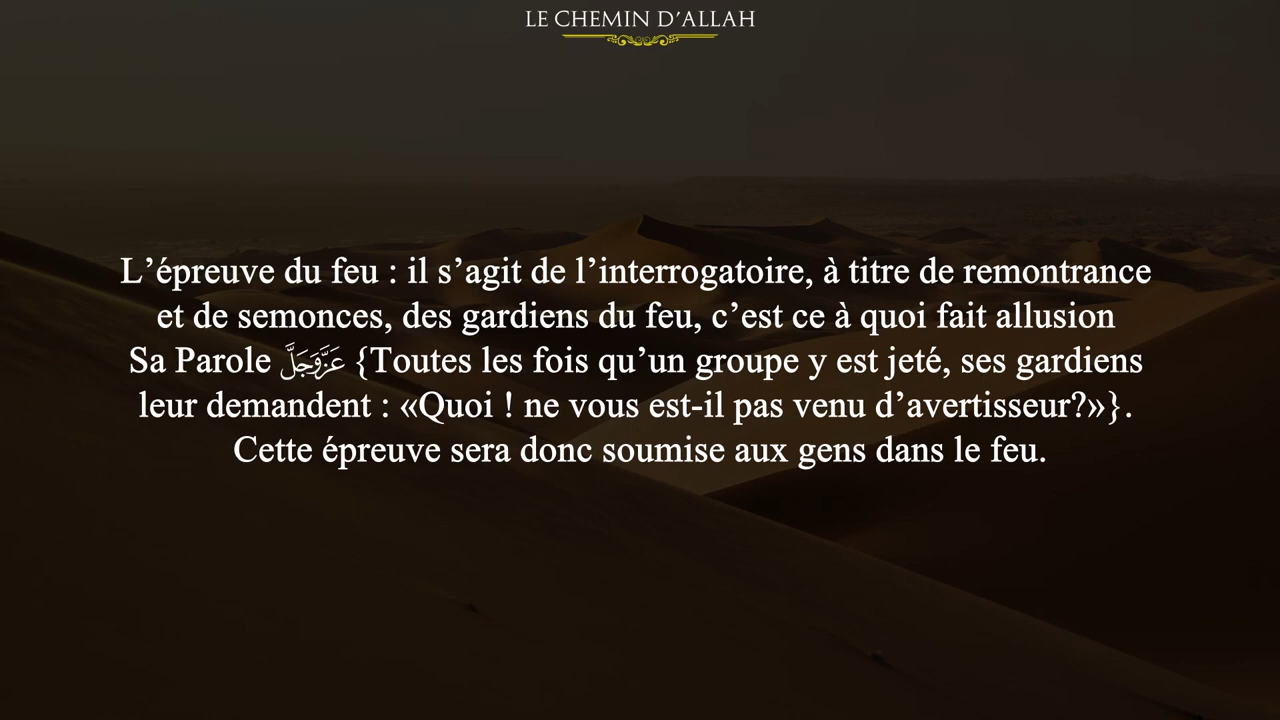 LE CHEMIN D’ALLAH
L’épreuve du feu : il s’agit de l’interrogatoire, à titre de remontrance
et de semonces, des gardiens du feu, c’est ce à quoi fait allusion
Sa Parole عَزَّوَجَلَّ {Toutes les fois qu’un groupe y est jeté, ses gardiens
leur demandent : «Quoi ! ne vous est-il pas venu d’avertisseur?»}.
Cette épreuve sera donc soumise aux gens dans le feu.